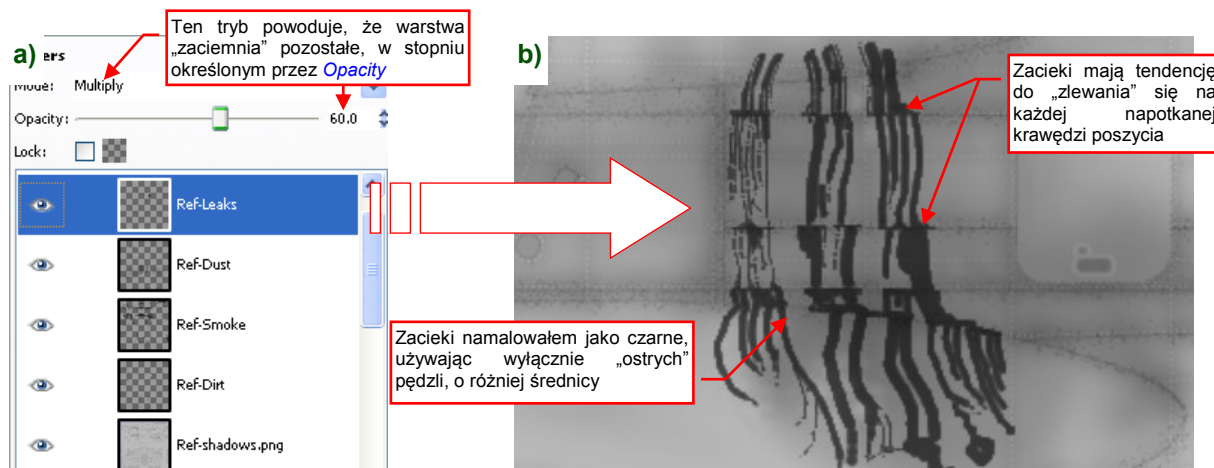 a)
ers
Ten tryb powoduje, że warstwa
„zaciemnia” pozostałe, w stopniu
określonym przez Opacity
Mode: Multiply
Opacity: 60.0
Lock:
Ref-Leaks
Ref-Dust
Ref-Smoke
Ref-Dirt
Ref-shadows.png
b)
Zacieki mają tendencję
do „zlewania” się na
każdej napotkanej
krawędzi poszycia
Zacieki namalowałem jako czarne,
używając wyłącznie „ostrych”
pędzli, o różniej średnicy